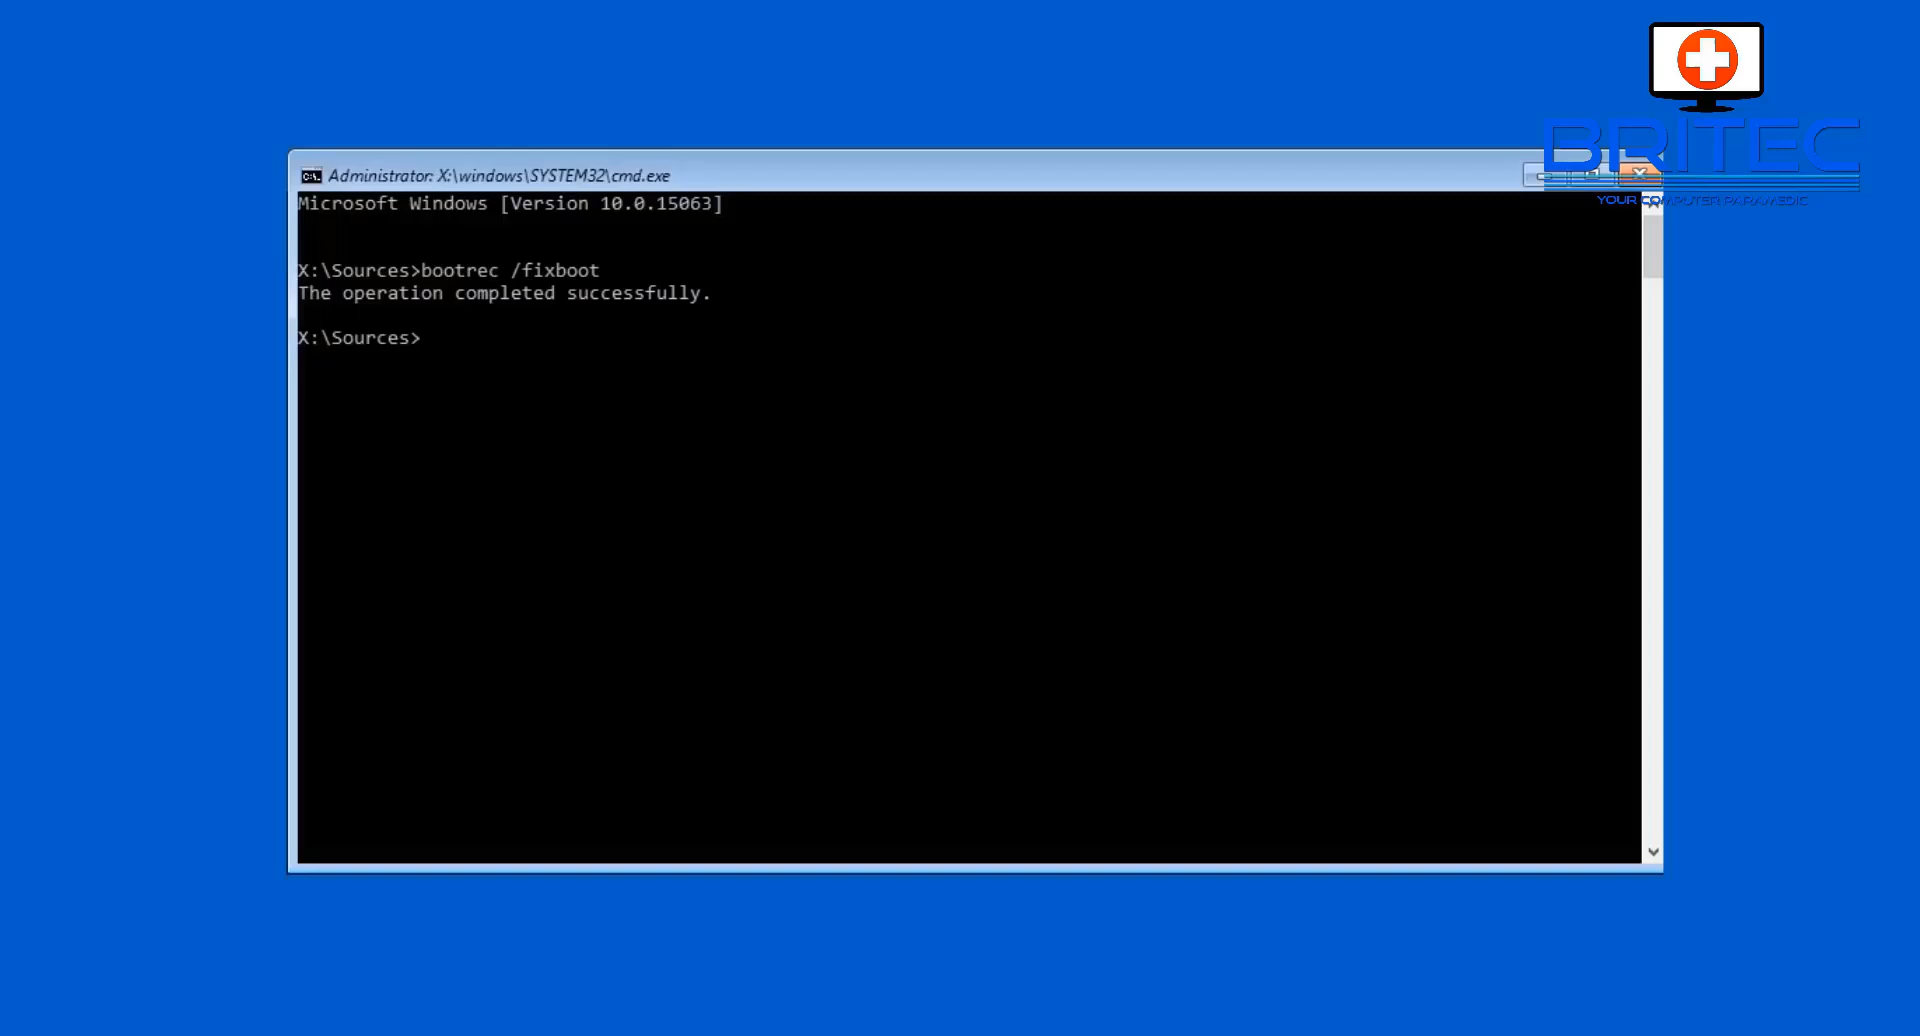 BRITEC
YOUR COMPUTER PARAMEDIC
Administrator: X:\windows\SYSTEM32\cmd.exe
Microsoft Windows [Version 10.0.15063]
X:\Sources>bootrec /fixboot
The operation completed successfully.
X:\Sources>